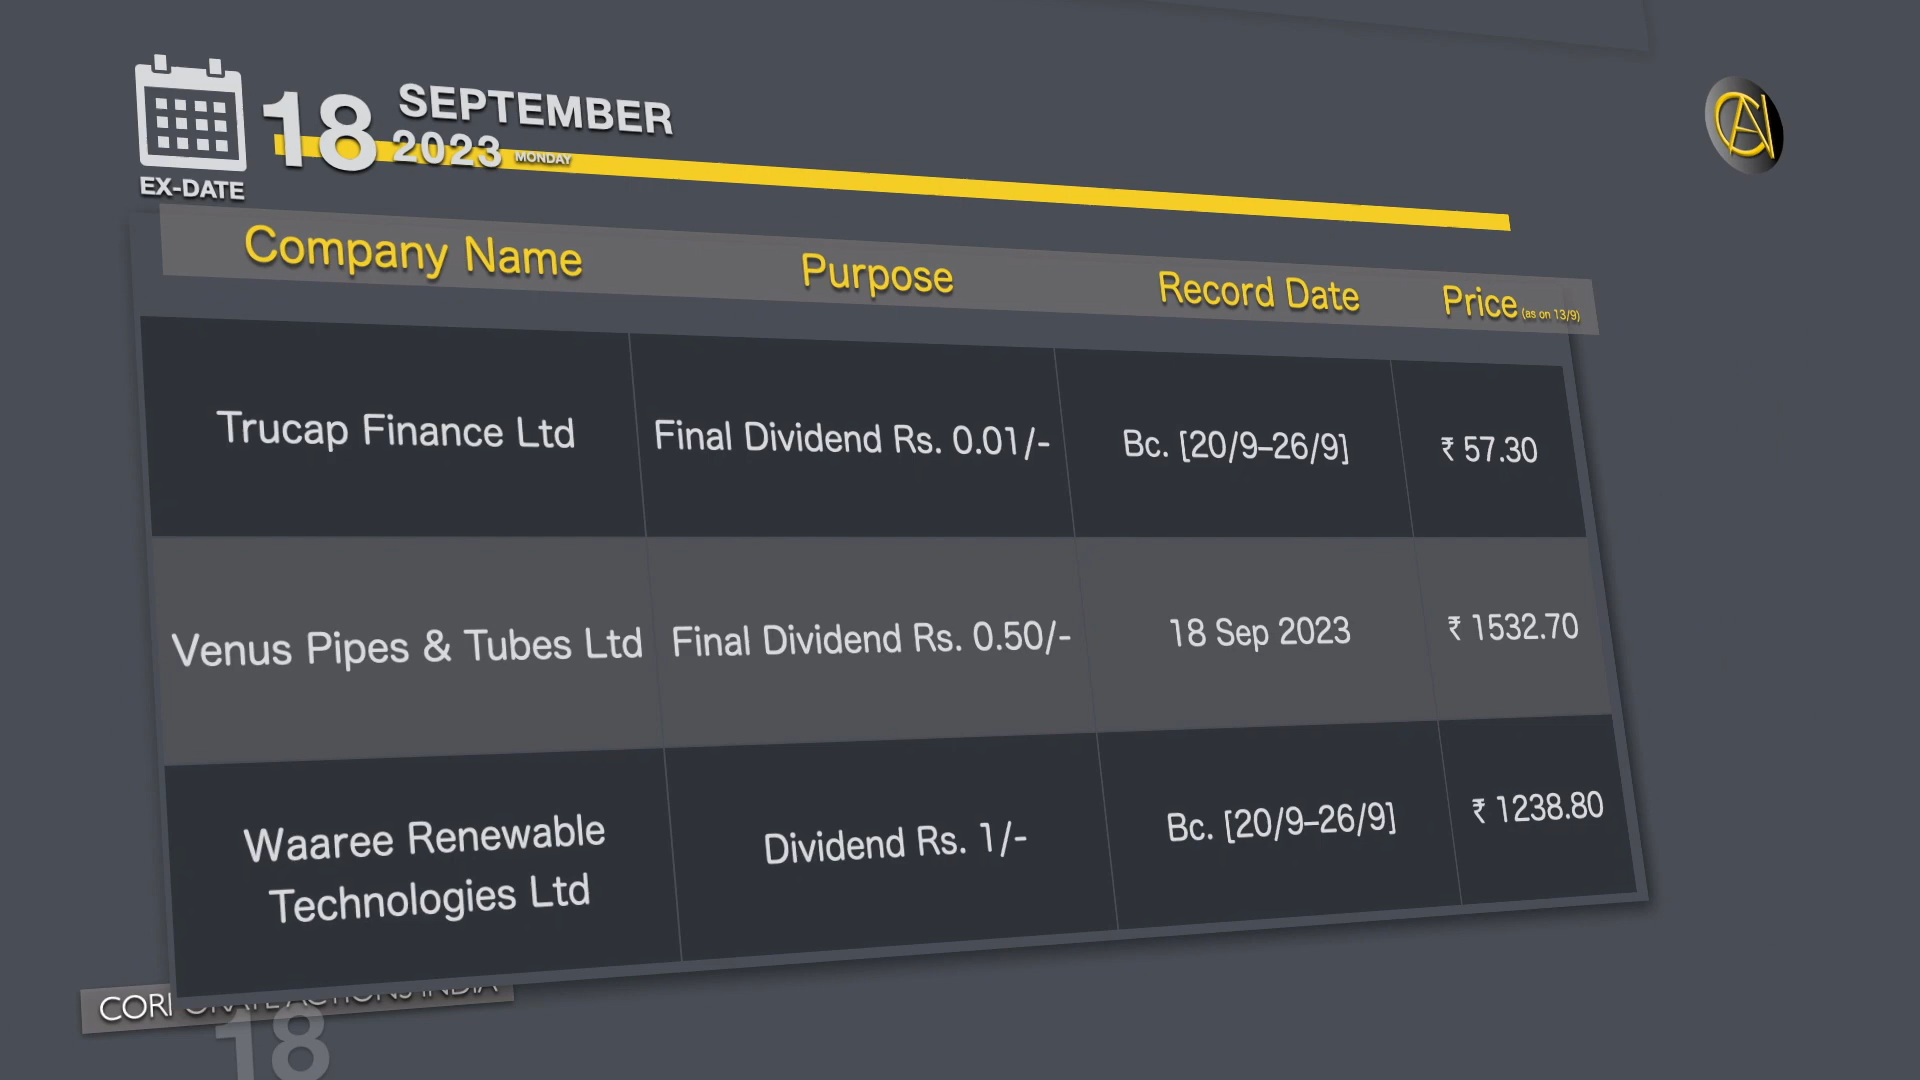 18 SEPTEMBER
2023 MONDAY
EX-DATE
Company Name Purpose Record Date Price (as on 13/9)
Trucap Finance Ltd Final Dividend Rs. 0.01/- Bc. [20/9–26/9] ₹ 57.30
Venus Pipes & Tubes Ltd Final Dividend Rs. 0.50/- 18 Sep 2023 ₹ 1532.70
Waaree Renewable
Technologies Ltd Dividend Rs. 1/- Bc. [20/9–26/9] ₹ 1238.80
CORPORATE ACTIONS INDIA
18